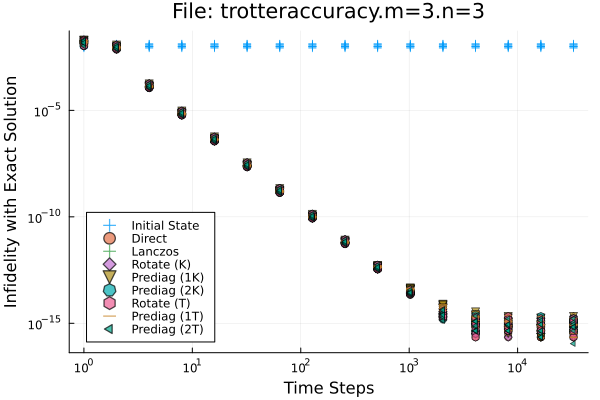 File: trotteraccuracy.m=3.n=3
Infidelity with Exact Solution
10⁻⁵
10⁻¹⁰
10⁻¹⁵
Initial State
Direct
Lanczos
Rotate (K)
Prediag (1K)
Prediag (2K)
Rotate (T)
Prediag (1T)
Prediag (2T)
10⁰ 10¹ 10² 10³ 10⁴
Time Steps